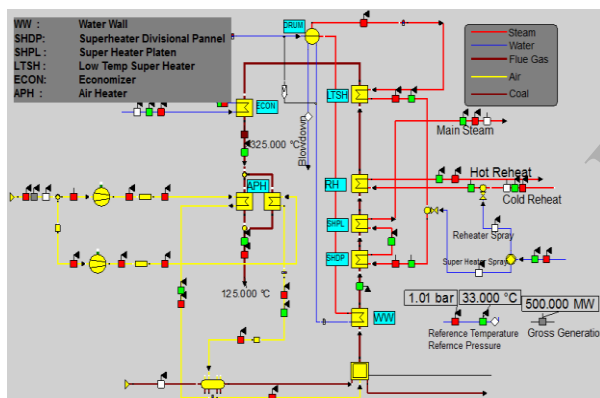 WW : Water Wall
SHDP: Superheater Divisional Pannel
SHPL : Super Heater Platen
LTSH : Low Temp Super Heater
ECON: Economizer
APH : Air Heater
Steam
Water
Flue Gas
Air
Coal
DRUM
LTSH
ECON
Main Steam
325.000 °C
Blowdown
APH
RH
Hot Reheat
Cold Reheat
SHPL
Reheater Spray
SHDP
Super Heater Spray
125.000 °C
1.01 bar
33.000 °C
500.000 MW
WW
Reference Temperature
Refernce Pressure
Gross Generatio